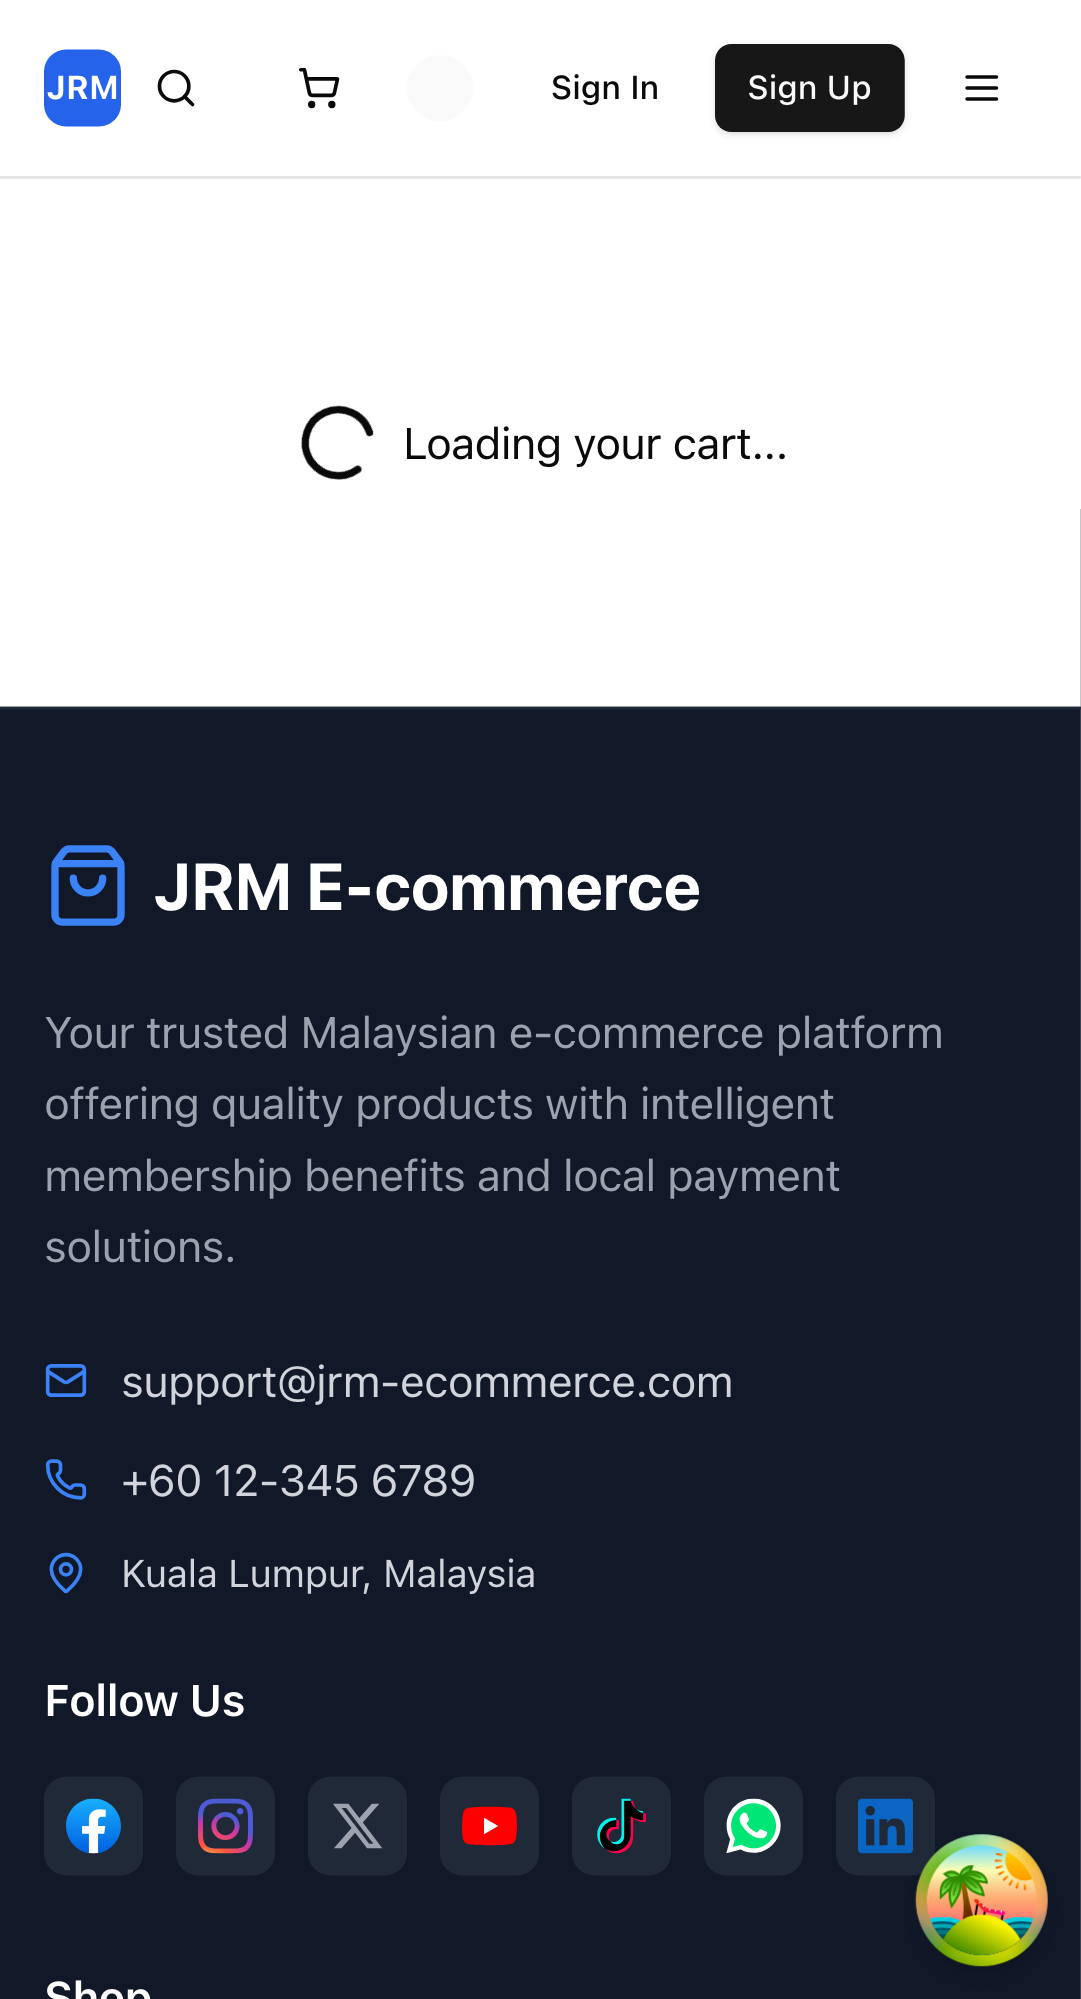 JRM
Sign In
Sign Up
Loading your cart...
JRM E-commerce
Your trusted Malaysian e-commerce platform
offering quality products with intelligent
membership benefits and local payment
solutions.
support@jrm-ecommerce.com
+60 12-345 6789
Kuala Lumpur, Malaysia
Follow Us
Shop